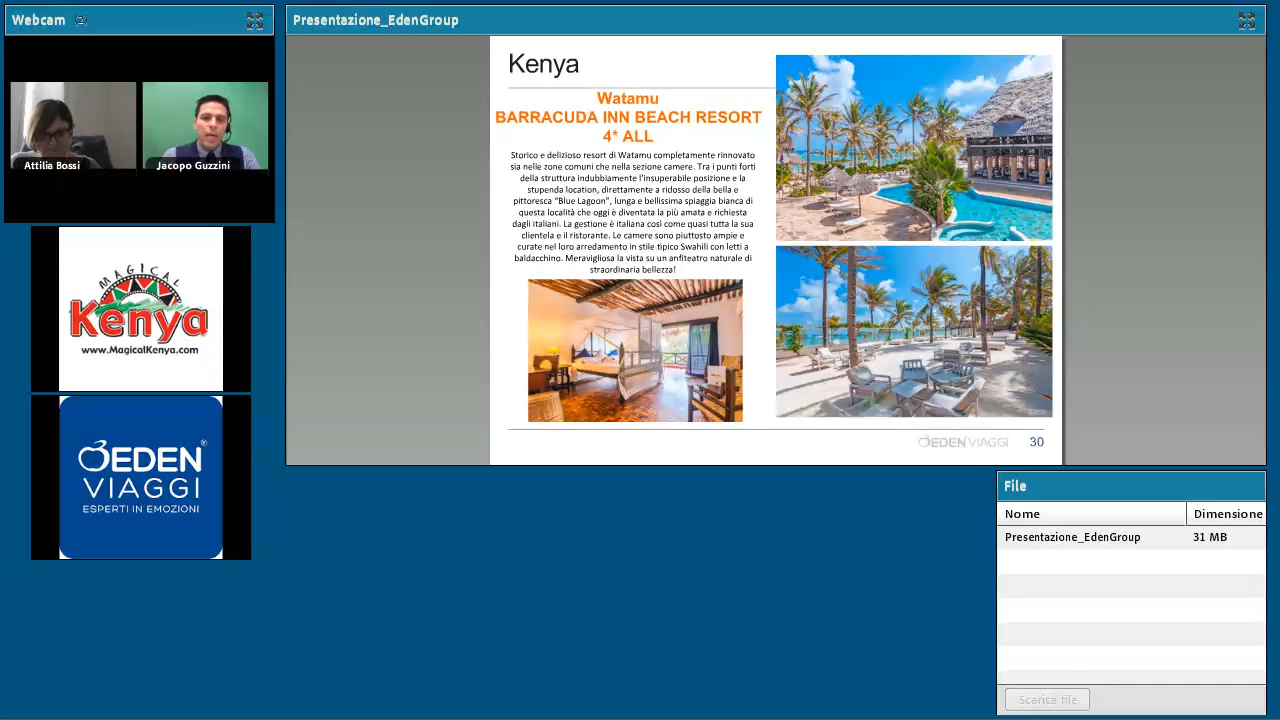 Webcam (2)
Attilia Bossi
Jacopo Guzzini
MAGICAL
Kenya
www.MagicalKenya.com
EDEN®
VIAGGI
ESPERTI IN EMOZIONI
Presentazione_EdenGroup
Kenya
Watamu
BARRACUDA INN BEACH RESORT
4* ALL
Storico e delizioso resort di Watamu completamente rinnovato
sia nelle zone comuni che nella sezione camere. Tra i punti forti
della struttura indubbiamente l'insuperabile posizione e la
stupenda location, direttamente a ridosso della bella e
pittoresca "Blue Lagoon", lunga e bellissima spiaggia bianca di
questa località che oggi è diventata la più amata e richiesta
dagli italiani. La gestione è italiana così come quasi tutta la sua
clientela e il ristorante. Le camere sono piuttosto ampie e
curate nel loro arredamento in stile tipico Swahili con letti a
baldacchino. Meravigliosa la vista su un anfiteatro naturale di
straordinaria bellezza!
EDEN VIAGGI
30
File
Nome Dimensione
Presentazione_EdenGroup 31 MB
Scarica file